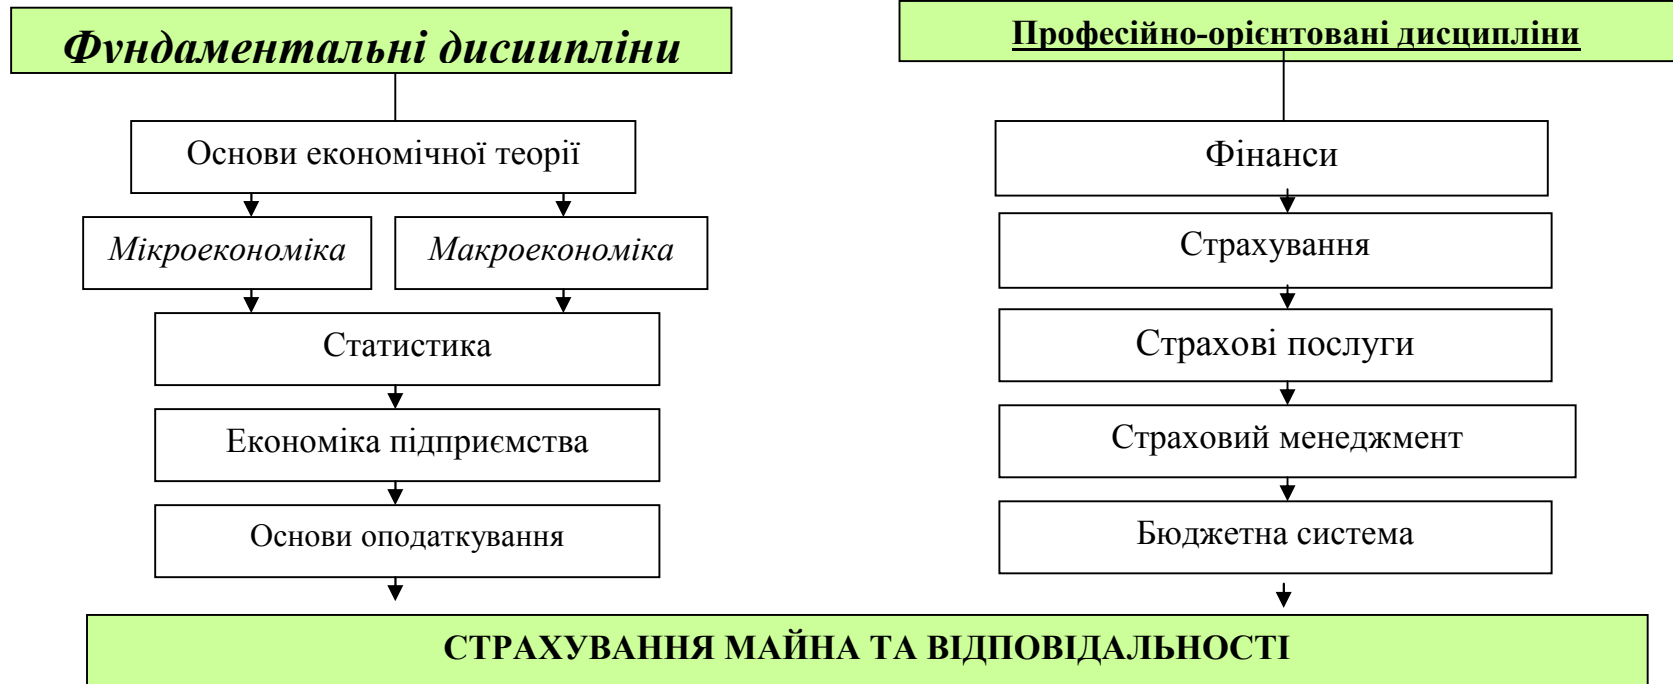 Фундаментальні дисципліни
Професійно-орієнтовані дисципліни
Основи економічної теорії
Мікроекономіка
Макроекономіка
Статистика
Економіка підприємства
Основи оподаткування
Фінанси
Страхування
Страхові послуги
Страховий менеджмент
Бюджетна система
СТРАХУВАННЯ МАЙНА ТА ВІДПОВІДАЛЬНОСТІ